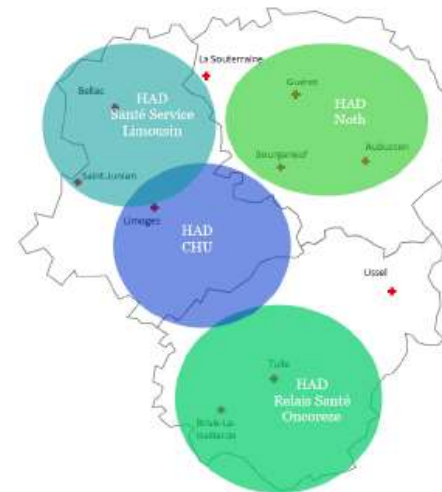 La Souterraine
Bellac
HAD
Santé Service
Limousin
Guéret
HAD
Noth
Bourganeuf
Aubusson
Saint-Junien
Limoges
HAD
CHU
Ussel
Tulle
HAD
Relais Santé
Oncoreze
Brive-La-
Gaillarde